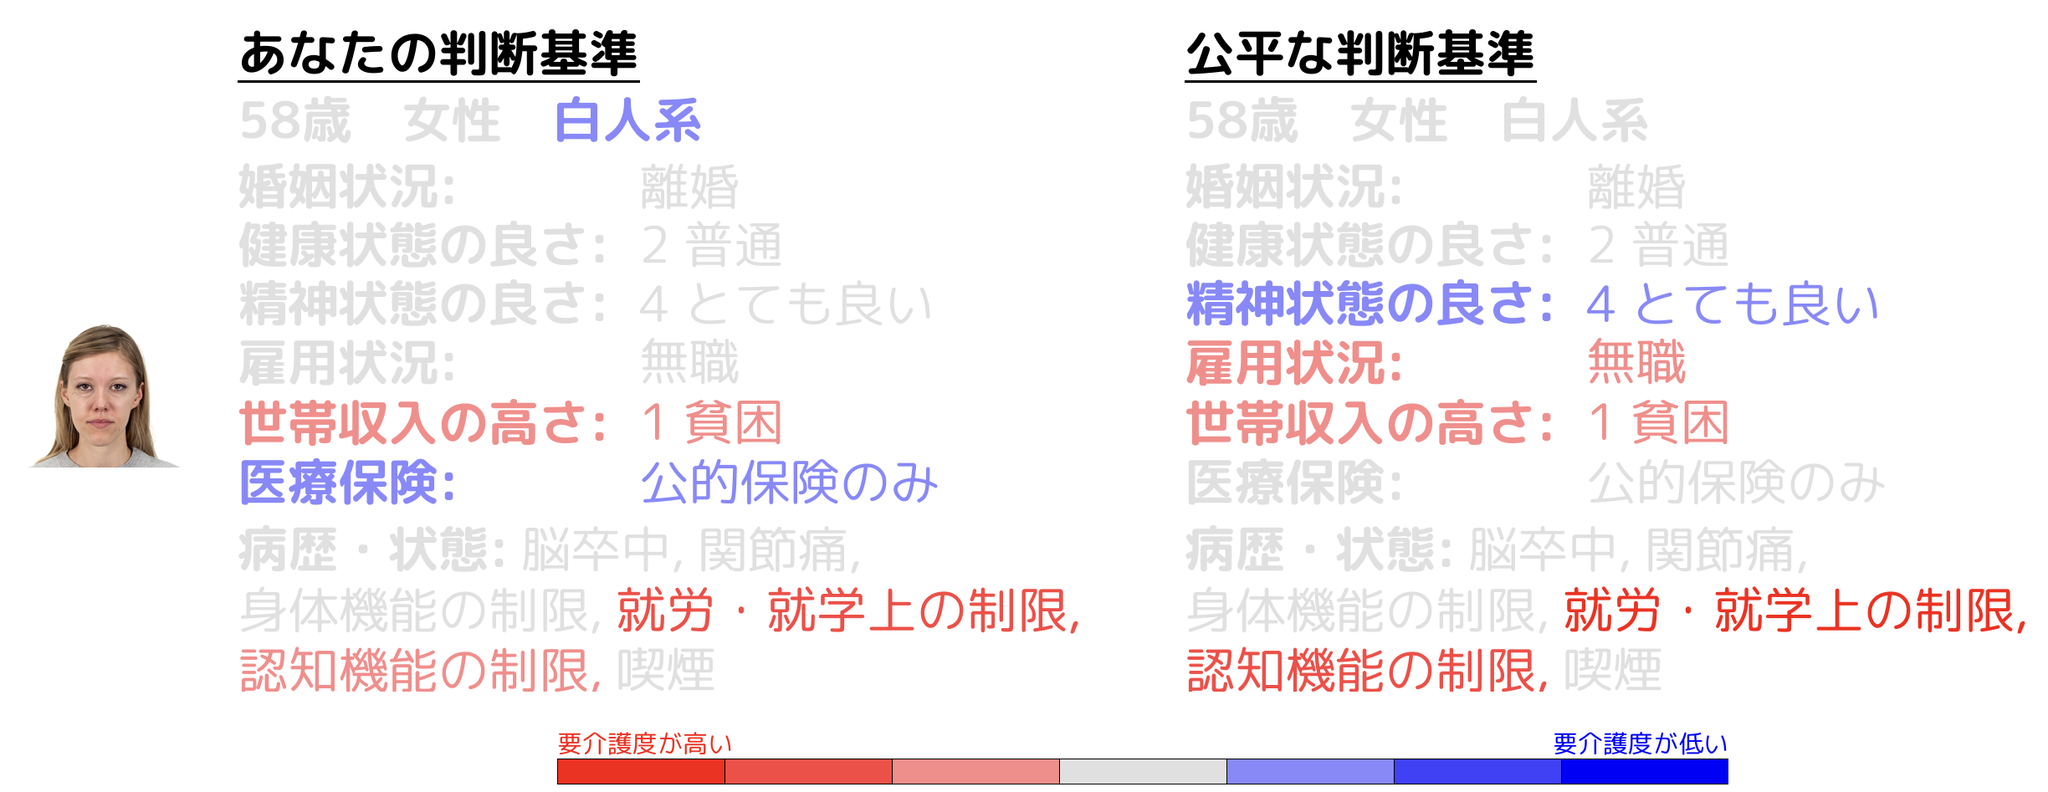 あなたの判断基準
58歳 女性 白人系
婚姻状況: 離婚
健康状態の良さ: 2 普通
精神状態の良さ: 4 とても良い
雇用状況: 無職
世帯収入の高さ: 1 貧困
医療保険: 公的保険のみ
病歴・状態: 脳卒中, 関節痛,
身体機能の制限, 就労・就学上の制限,
認知機能の制限, 喫煙
公平な判断基準
58歳 女性 白人系
婚姻状況: 離婚
健康状態の良さ: 2 普通
精神状態の良さ: 4 とても良い
雇用状況: 無職
世帯収入の高さ: 1 貧困
医療保険: 公的保険のみ
病歴・状態: 脳卒中, 関節痛,
身体機能の制限, 就労・就学上の制限,
認知機能の制限, 喫煙
要介護度が高い
要介護度が低い